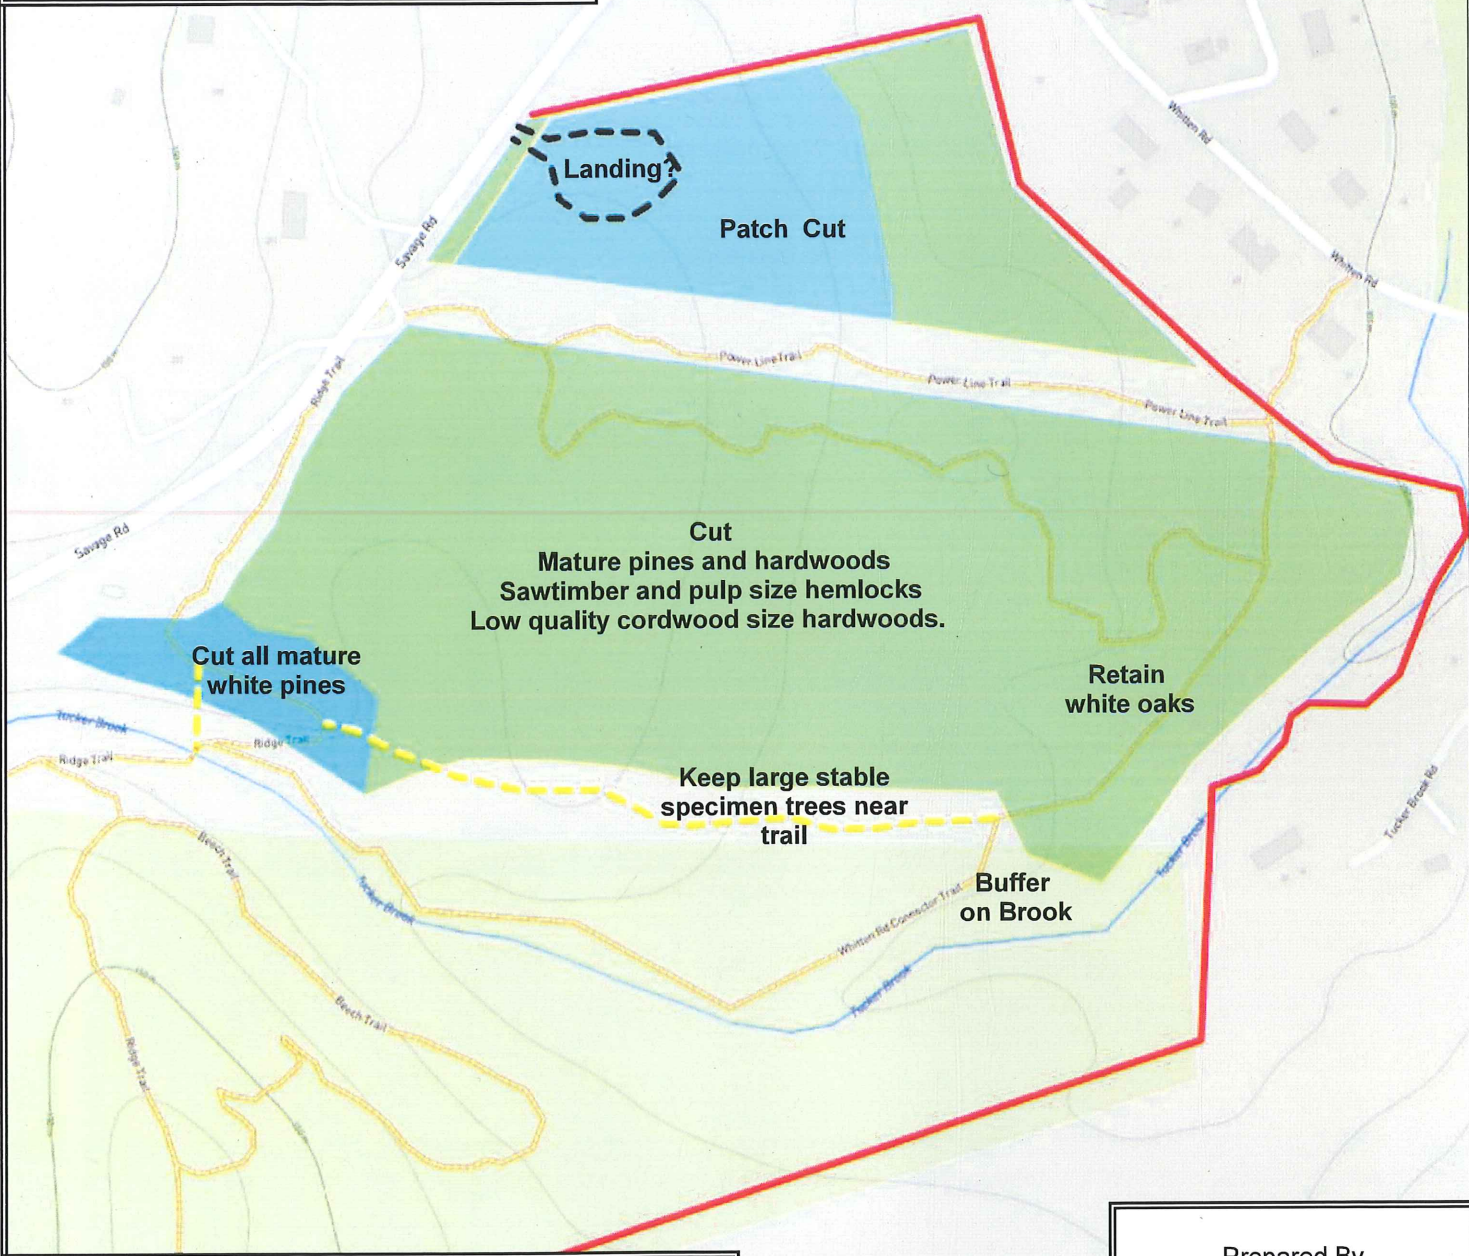 Whitten Rd
Landing?
Savage Rd
Patch Cut
Whitten Rd
Power Line Trail
Ridge Trail
Power Line Trail
Power Line Trail
Savage Rd
Cut
Mature pines and hardwoods
Sawtimber and pulp size hemlocks
Low quality cordwood size hardwoods.
Cut all mature
white pines
Retain
white oaks
Tucker Brook
Ridge Trail
Ridge Trail
Keep large stable
specimen trees near
trail
Tucker Brook
Tucker Rd
Beech Trail
Tucker Brook
Buffer
on Brook
Whitten Rd Connector Trail
Tucker Brook
Beech Trail
Ridge Trail
Prepared By